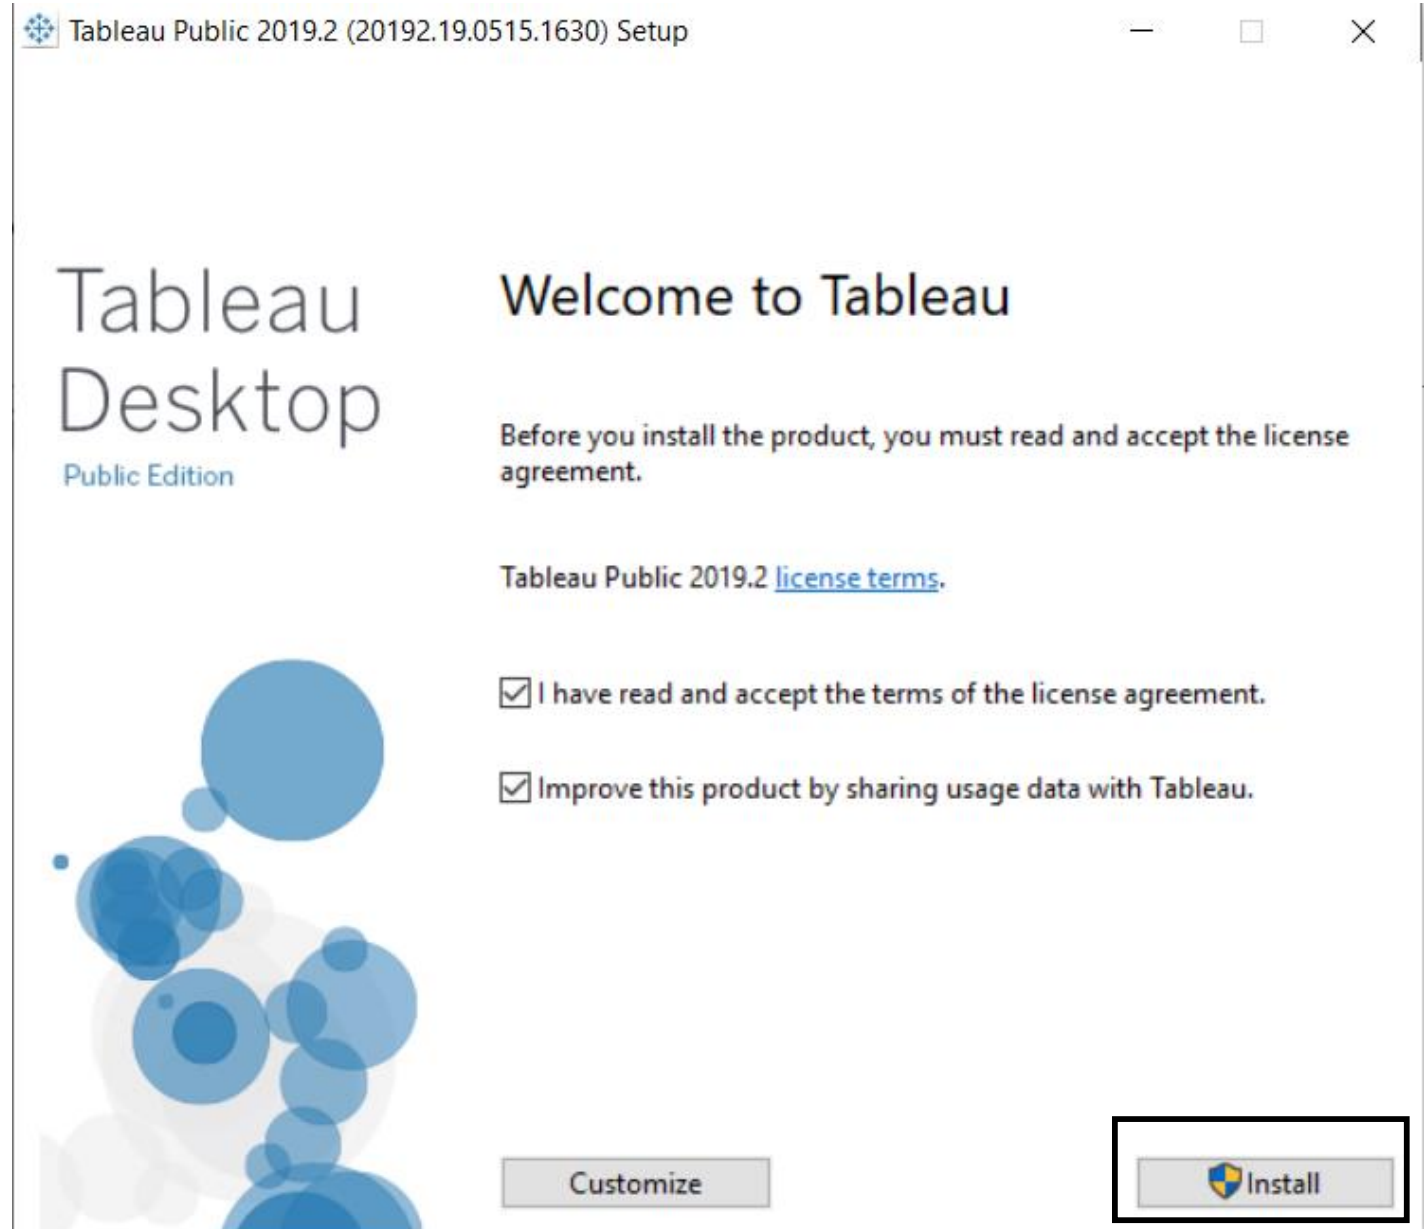 Tableau Public 2019.2 (20192.19.0515.1630) Setup
Tableau
Desktop
Public Edition
Welcome to Tableau
Before you install the product, you must read and accept the license
agreement.
Tableau Public 2019.2 license terms.
I have read and accept the terms of the license agreement.
Improve this product by sharing usage data with Tableau.
Customize
Install